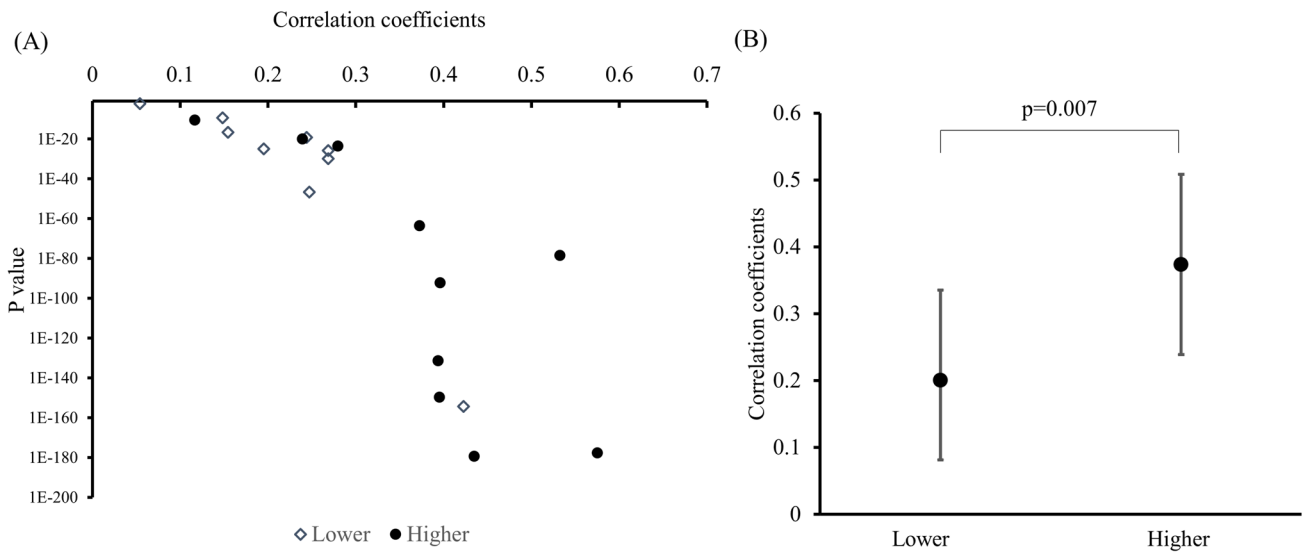 Correlation coefficients
(A)
0 0.1 0.2 0.3 0.4 0.5 0.6 0.7
P value
1E-20
1E-40
1E-60
1E-80
1E-100
1E-120
1E-140
1E-160
1E-180
1E-200
Lower Higher
(B)
p=0.007
Correlation coefficients
0.6
0.5
0.4
0.3
0.2
0.1
0
Lower Higher